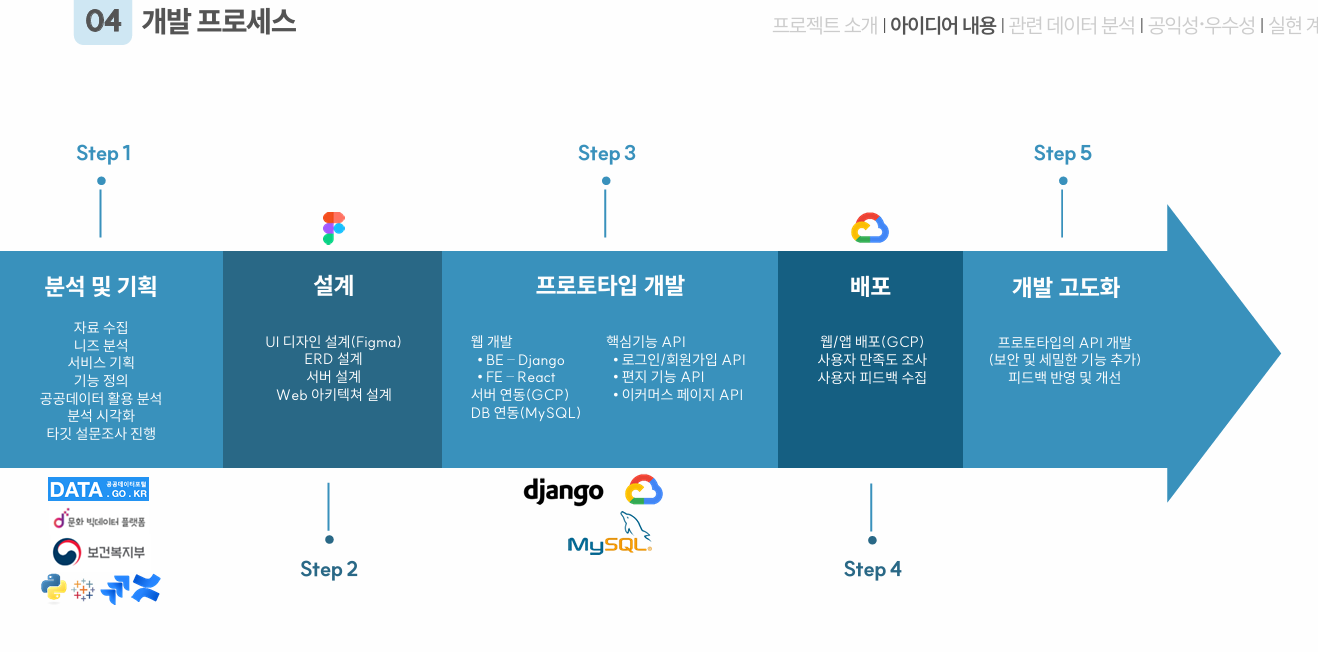 04 개발 프로세스
프로젝트 소개 | 아이디어 내용 | 관련 데이터 분석 | 공익성·우수성 | 실현 계
Step 1
Step 3
Step 5
분석 및 기획
자료 수집
니즈 분석
서비스 기획
기능 정의
공공데이터 활용 분석
분석 시각화
타깃 설문조사 진행
설계
UI 디자인 설계(Figma)
ERD 설계
서버 설계
Web 아키텍쳐 설계
프로토타입 개발
웹 개발
• BE – Django
• FE – React
서버 연동(GCP)
DB 연동(MySQL)
핵심기능 API
• 로그인/회원가입 API
• 편지 기능 API
• 이커머스 페이지 API
배포
웹/앱 배포(GCP)
사용자 만족도 조사
사용자 피드백 수집
개발 고도화
프로토타입의 API 개발
(보안 및 세밀한 기능 추가)
피드백 반영 및 개선
DATA 공공데이터포털
.GO.KR
문화 빅데이터 플랫폼
보건복지부
django
MySQL
Step 2
Step 4